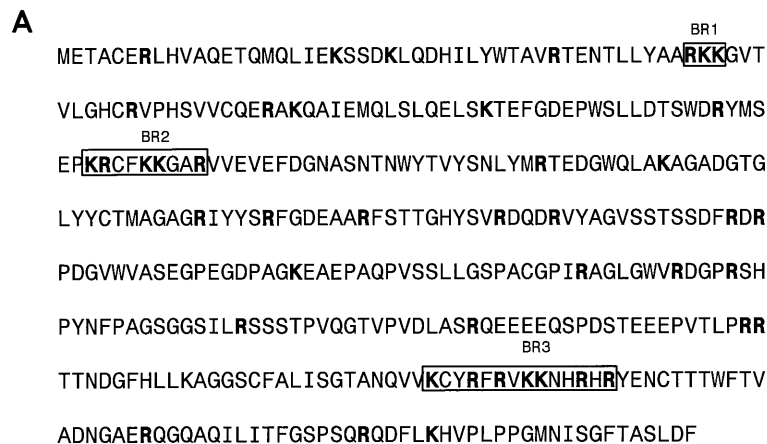 A
BR1
METACERLHVAQETQMQLIEKSSDKLQDHILYWTAVRTENTLLYAARKKGVT
VLGHCRVPHSVVCQERAKQAIEMQLSLQELSKTEFGDEPWSLLDTSWDRYMS
BR2
EPKRCFKKGARVVEVEFDGNASNTNWYTVYSNLYMRTEDGWQLAKAGADGTG
LYYCTMAGAGRIYYSRFGDEAARFSTTGHYSVRDQDRVYAGVSSTSSDFRDR
PDGVWVASEGPEGDPAGKEAEPAQPVSSLLGSPACGPIRAGLGWVRDGPRSH
PYNFPAGSGGSILRSSSTPVQGTVPVDLASRQEEEEQSPDSTEEEPVTLPRR
BR3
TTNDGFHLLKAGGSCFALISGTANQVVKCYRFRVKKNHRHRYENCTTTWFTV
ADNGAERQGQAQILITFGSPSQRQDFLKHVPLPPGMNISGFTASLDF